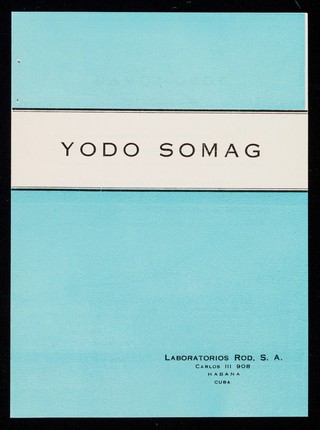 YODO SOMAG
LABORATORIOS ROD, S. A.
CARLOS III 908
HABANA
CUBA